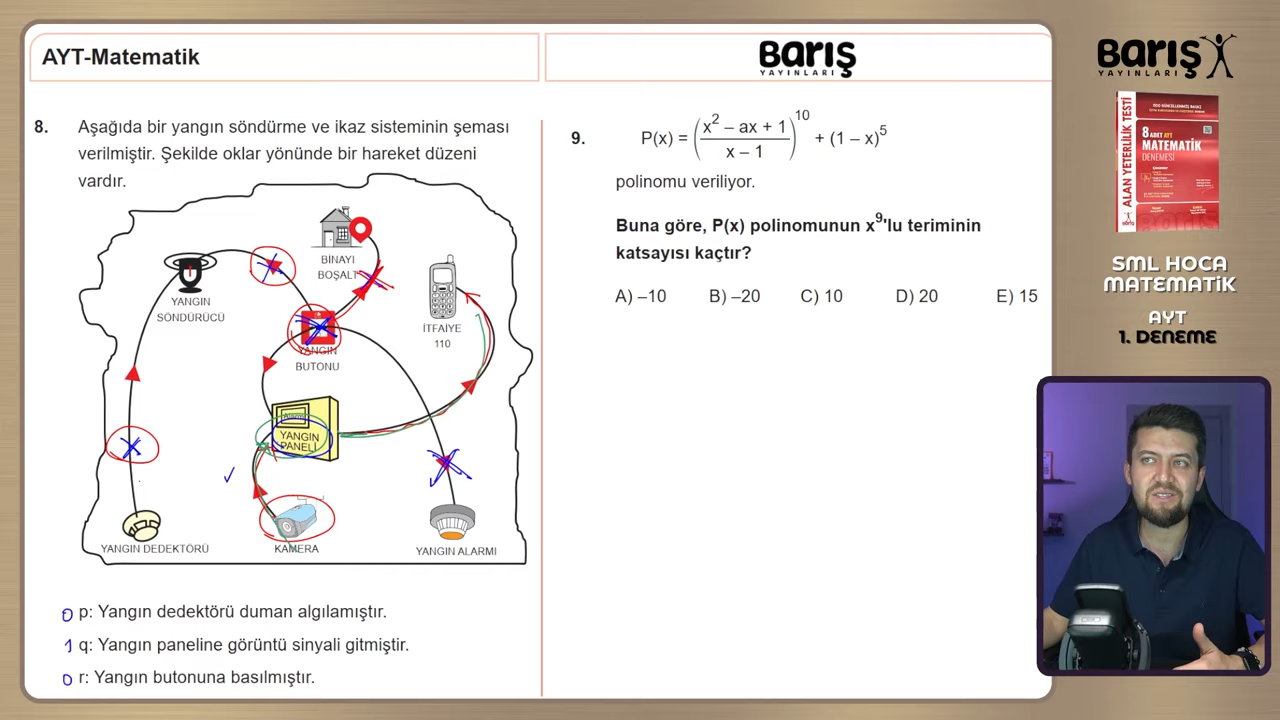 AYT-Matematik
BARIŞ
YAYINLARI
8. Aşağıda bir yangın söndürme ve ikaz sisteminin şeması
verilmiştir. Şekilde oklar yönünde bir hareket düzeni
vardır.
BİNAYI
BOŞALT
YANGIN
SÖNDÜRÜCÜ
İTFAİYE
110
YANGIN
BUTONU
YANGIN
PANELİ
YANGIN DEDEKTÖRÜ
KAMERA
YANGIN ALARMI
0 p: Yangın dedektörü duman algılamıştır.
1 q: Yangın paneline görüntü sinyali gitmiştir.
0 r: Yangın butonuna basılmıştır.
9. P(x) = ((x² – ax + 1)/(x – 1))¹⁰ + (1 – x)⁵
polinomu veriliyor.
Buna göre, P(x) polinomunun x⁹'lu teriminin
katsayısı kaçtır?
A) –10 B) –20 C) 10 D) 20 E) 15
BARIŞ
YAYINLARI
ALAN YETERLİLİK TESTİ
8 ADET AYT
MATEMATİK
DENEMESİ
SML HOCA
MATEMATİK
AYT
1. DENEME